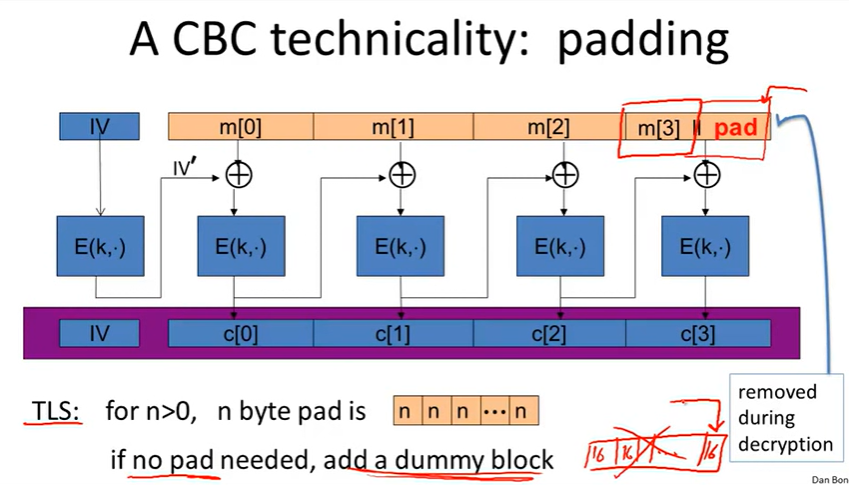 A CBC technicality: padding
IV m[0] m[1] m[2] m[3] ǁ pad
IV′
E(k,·) E(k,·) E(k,·) E(k,·) E(k,·)
IV c[0] c[1] c[2] c[3]
removed
during
decryption
TLS: for n>0, n byte pad is n n n ⋯ n
if no pad needed, add a dummy block
16 16 ... 16
Dan Bon